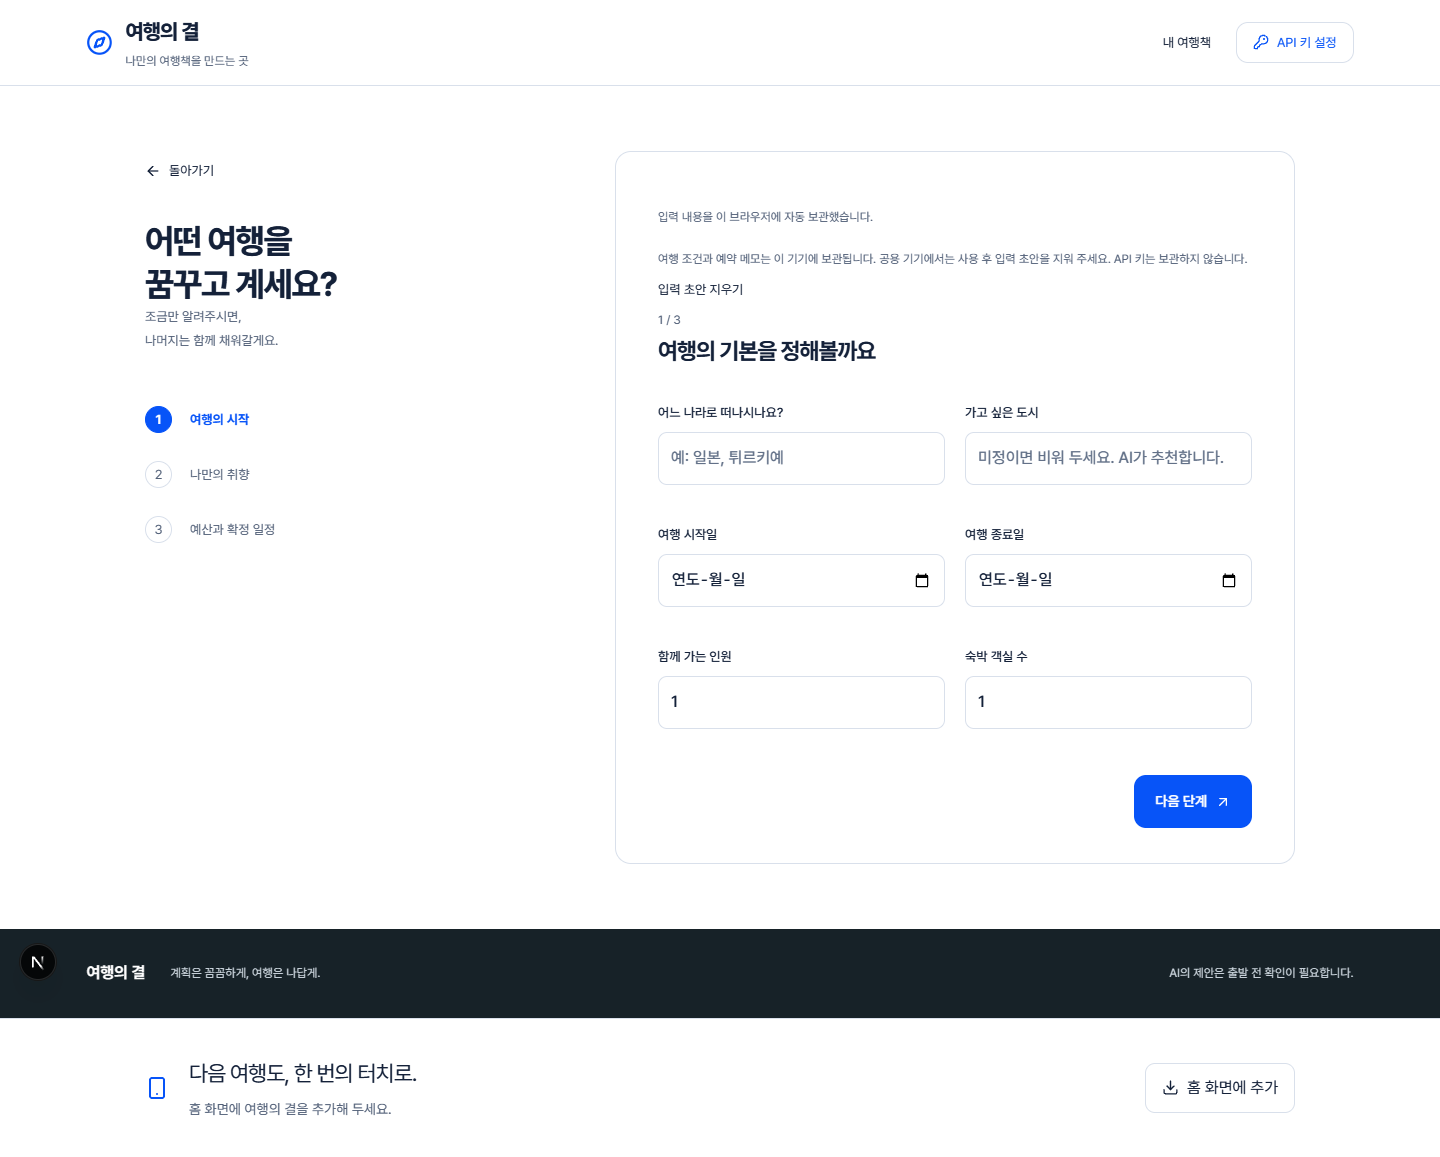 여행의 결
나만의 여행책을 만드는 곳
내 여행책
API 키 설정
돌아가기
어떤 여행을
꿈꾸고 계세요?
조금만 알려주시면,
나머지는 함께 채워갈게요.
1 여행의 시작
2 나만의 취향
3 예산과 확정 일정
입력 내용을 이 브라우저에 자동 보관했습니다.
여행 조건과 예약 메모는 이 기기에 보관됩니다. 공용 기기에서는 사용 후 입력 초안을 지워 주세요. API 키는 보관하지 않습니다.
입력 초안 지우기
1 / 3
여행의 기본을 정해볼까요
어느 나라로 떠나시나요?
예: 일본, 튀르키예
가고 싶은 도시
미정이면 비워 두세요. AI가 추천합니다.
여행 시작일
연도-월-일
여행 종료일
연도-월-일
함께 가는 인원
1
숙박 객실 수
1
다음 단계
N
여행의 결
계획은 꼼꼼하게, 여행은 나답게.
AI의 제안은 출발 전 확인이 필요합니다.
다음 여행도, 한 번의 터치로.
홈 화면에 여행의 결을 추가해 두세요.
홈 화면에 추가